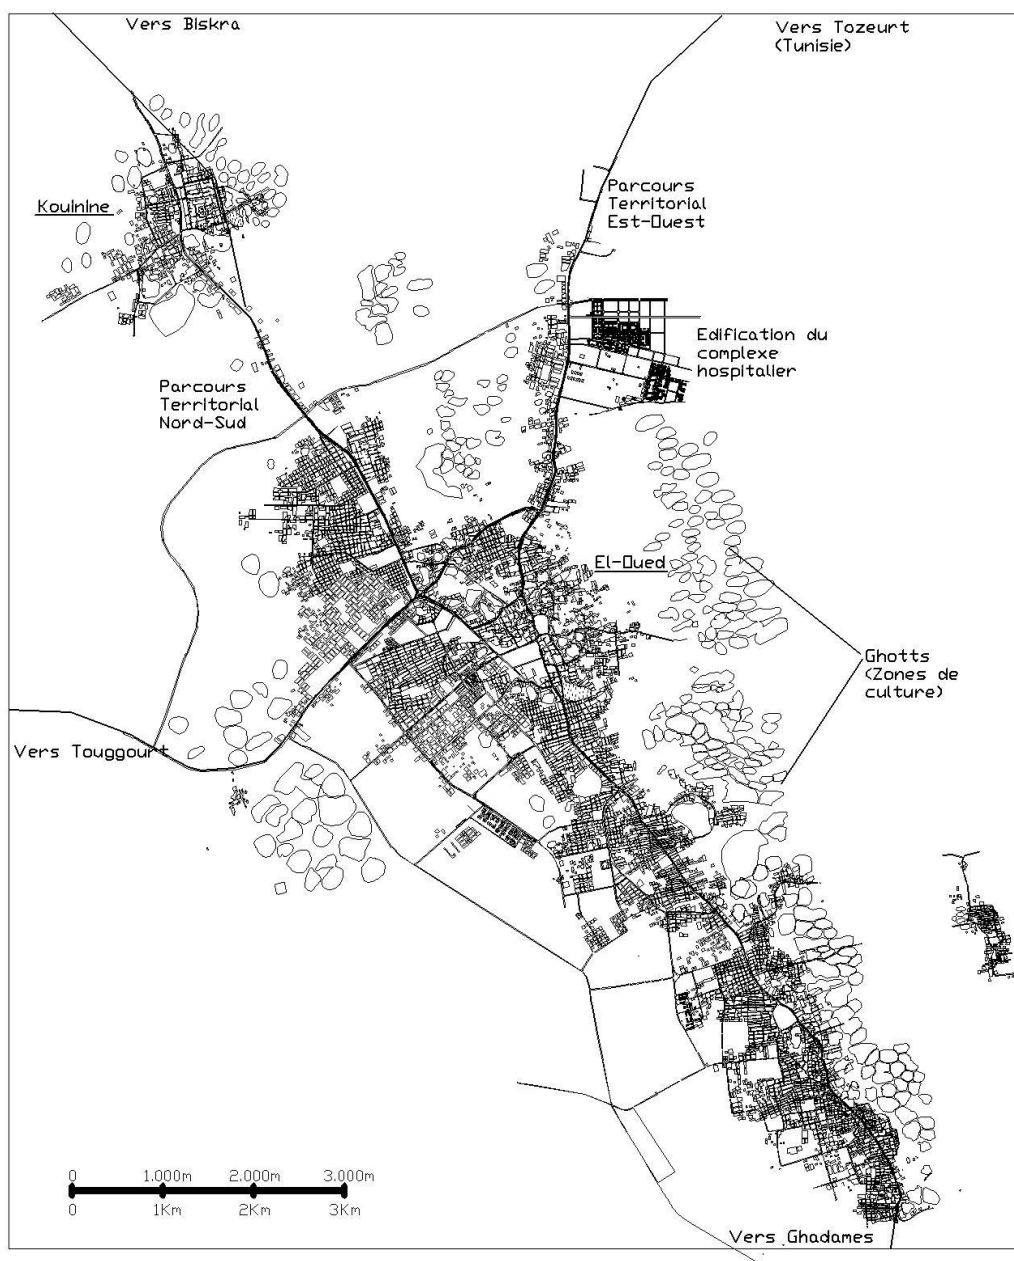 Vers Biskra
Vers Tozeurt
(Tunisie)
Parcours
Territorial
Est-Ouest
Kouinine
Edification du
complexe
hospitalier
Parcours
Territorial
Nord-Sud
El-Oued
Ghotts
(Zones de
culture)
Vers Touggourt
0 1.000m 2.000m 3.000m
0 1Km 2Km 3Km
Vers Ghadames